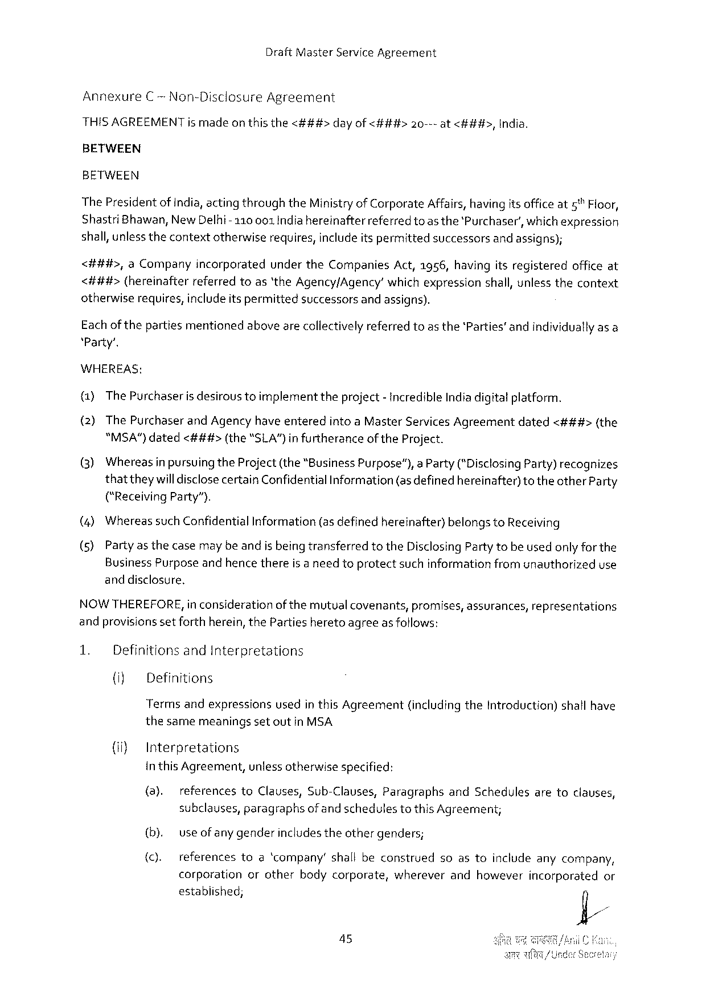 Draft Master Service Agreement
Annexure C – Non-Disclosure Agreement
THIS AGREEMENT is made on this the <###> day of <###> 20--- at <###>, India.
BETWEEN
BETWEEN
The President of India, acting through the Ministry of Corporate Affairs, having its office at 5th Floor,
Shastri Bhawan, New Delhi - 110 001 India hereinafter referred to as the ‘Purchaser’, which expression
shall, unless the context otherwise requires, include its permitted successors and assigns);
<###>, a Company incorporated under the Companies Act, 1956, having its registered office at
<###> (hereinafter referred to as ‘the Agency/Agency’ which expression shall, unless the context
otherwise requires, include its permitted successors and assigns).
Each of the parties mentioned above are collectively referred to as the ‘Parties’ and individually as a
‘Party’.
WHEREAS:
(1) The Purchaser is desirous to implement the project - Incredible India digital platform.
(2) The Purchaser and Agency have entered into a Master Services Agreement dated <###> (the
“MSA”) dated <###> (the “SLA”) in furtherance of the Project.
(3) Whereas in pursuing the Project (the “Business Purpose”), a Party (“Disclosing Party) recognizes
that they will disclose certain Confidential Information (as defined hereinafter) to the other Party
(“Receiving Party”).
(4) Whereas such Confidential Information (as defined hereinafter) belongs to Receiving
(5) Party as the case may be and is being transferred to the Disclosing Party to be used only for the
Business Purpose and hence there is a need to protect such information from unauthorized use
and disclosure.
NOW THEREFORE, in consideration of the mutual covenants, promises, assurances, representations
and provisions set forth herein, the Parties hereto agree as follows:
1. Definitions and Interpretations
(i) Definitions
Terms and expressions used in this Agreement (including the Introduction) shall have
the same meanings set out in MSA
(ii) Interpretations
In this Agreement, unless otherwise specified:
(a). references to Clauses, Sub-Clauses, Paragraphs and Schedules are to clauses,
subclauses, paragraphs of and schedules to this Agreement;
(b). use of any gender includes the other genders;
(c). references to a ‘company’ shall be construed so as to include any company,
corporation or other body corporate, wherever and however incorporated or
established;
45
चन्द्र /Anil C
अवर सचिव/Under Secretary